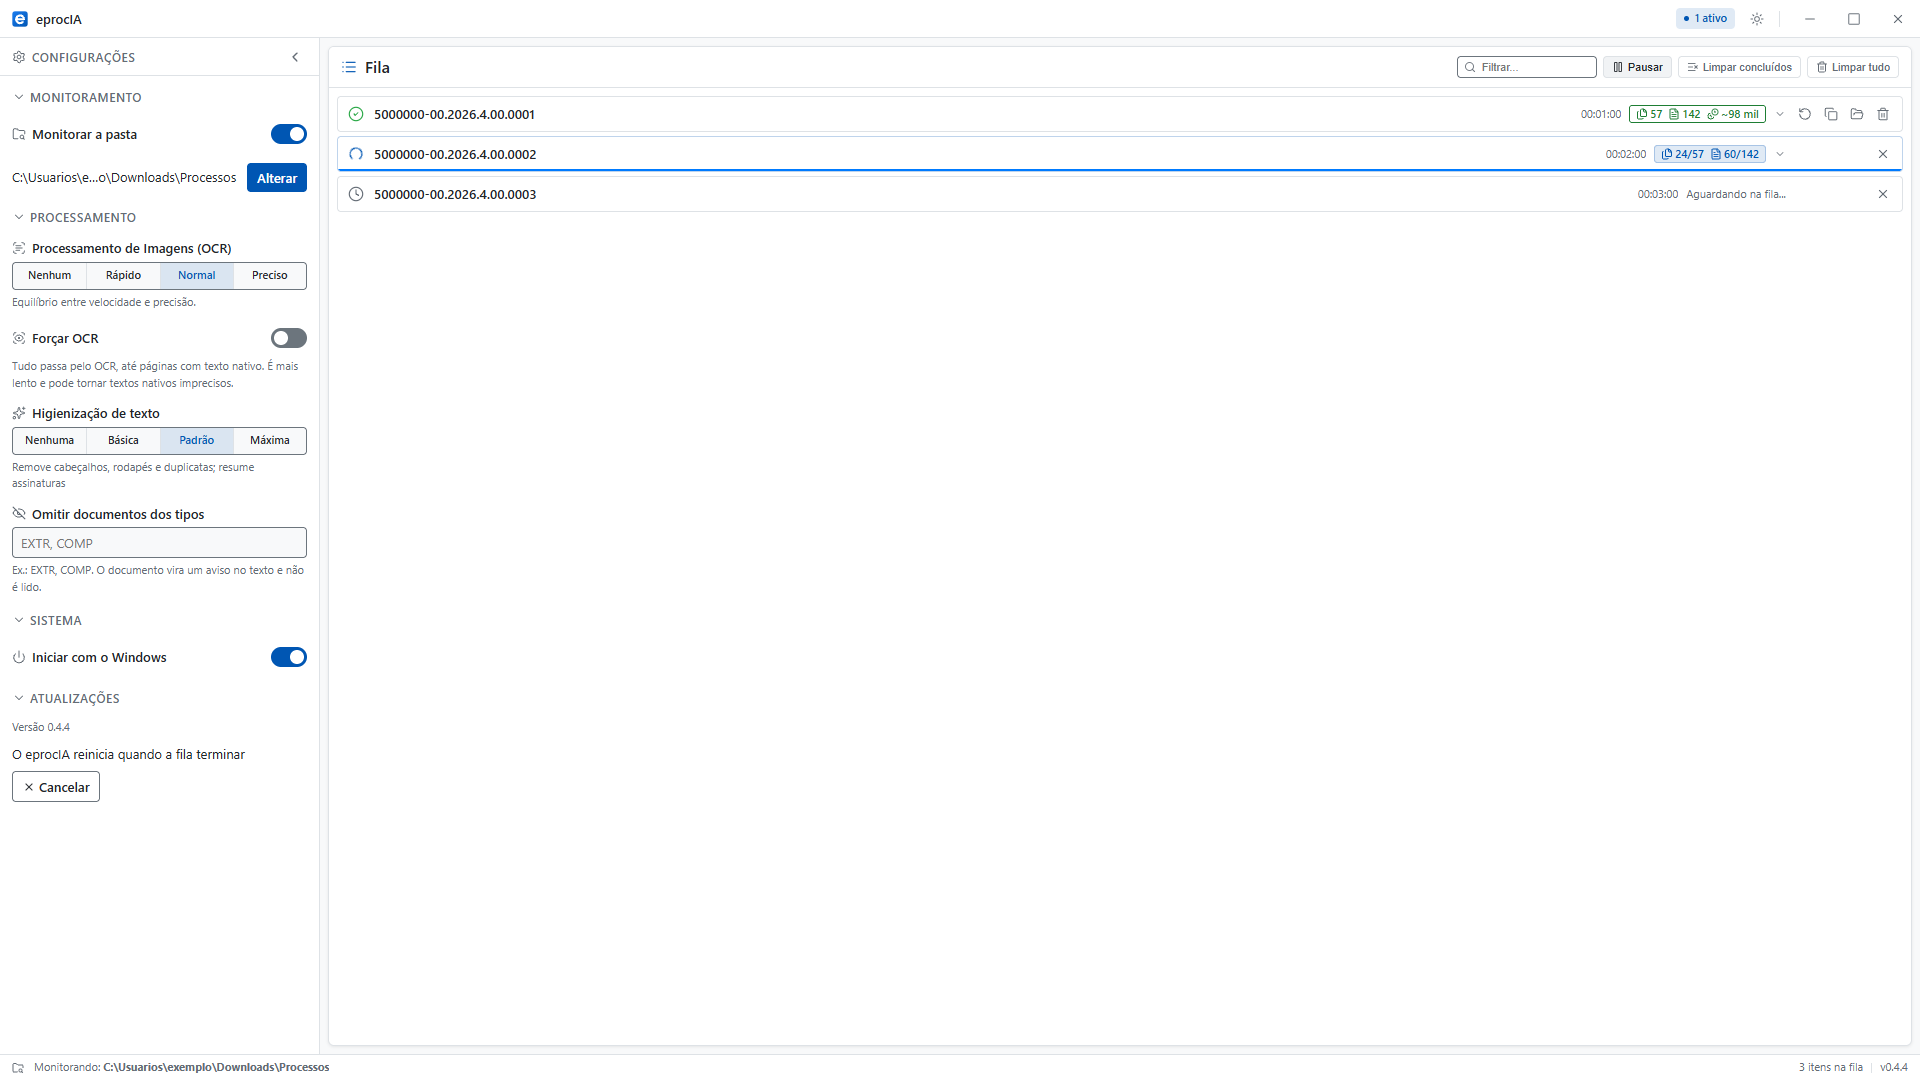 eprocIA
1 ativo
CONFIGURAÇÕES
MONITORAMENTO
Monitorar a pasta
C:\Usuarios\e...o\Downloads\Processos
Alterar
PROCESSAMENTO
Processamento de Imagens (OCR)
Nenhum Rápido Normal Preciso
Equilíbrio entre velocidade e precisão.
Forçar OCR
Tudo passa pelo OCR, até páginas com texto nativo. É mais
lento e pode tornar textos nativos imprecisos.
Higienização de texto
Nenhuma Básica Padrão Máxima
Remove cabeçalhos, rodapés e duplicatas; resume
assinaturas
Omitir documentos dos tipos
EXTR, COMP
Ex.: EXTR, COMP. O documento vira um aviso no texto e não
é lido.
SISTEMA
Iniciar com o Windows
ATUALIZAÇÕES
Versão 0.4.4
O eprocIA reinicia quando a fila terminar
Cancelar
Fila
Filtrar...
Pausar
Limpar concluídos
Limpar tudo
5000000-00.2026.4.00.0001 00:01:00 57 142 ~98 mil
5000000-00.2026.4.00.0002 00:02:00 24/57 60/142
5000000-00.2026.4.00.0003 00:03:00 Aguardando na fila...
Monitorando: C:\Usuarios\exemplo\Downloads\Processos
3 itens na fila
v0.4.4